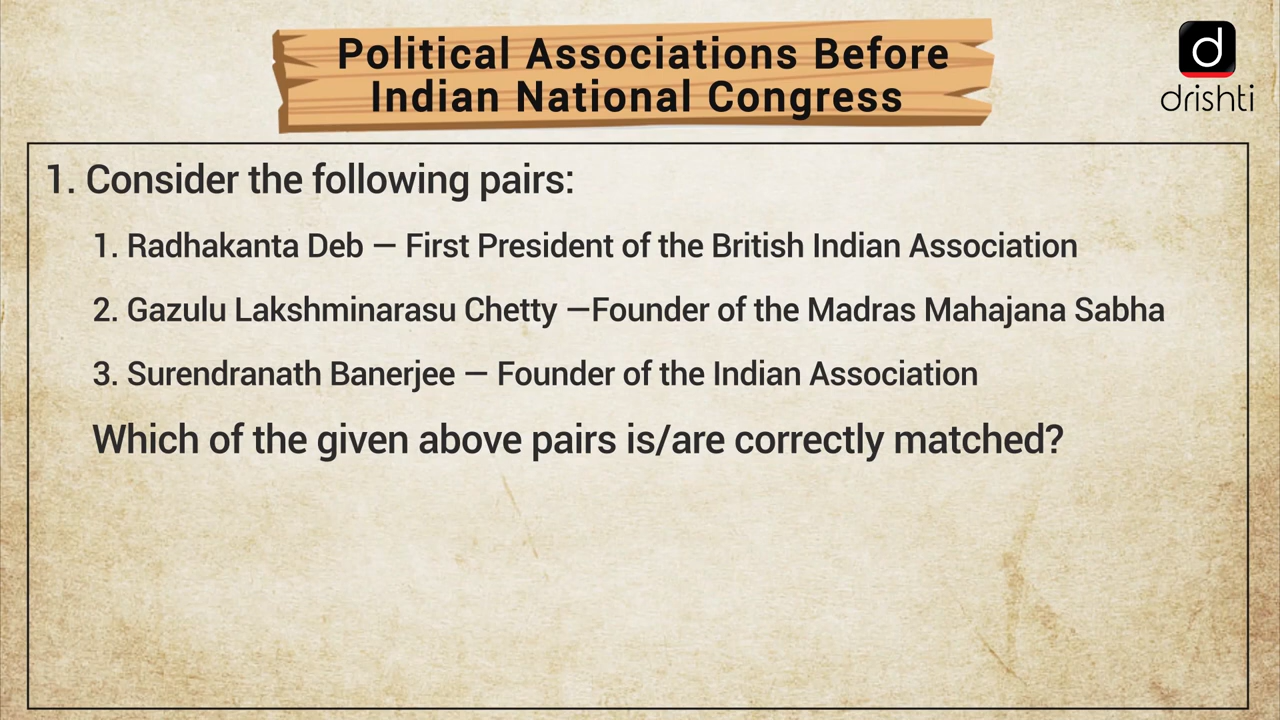 Political Associations Before
Indian National Congress
d
drishti
1. Consider the following pairs:
1. Radhakanta Deb — First President of the British Indian Association
2. Gazulu Lakshminarasu Chetty —Founder of the Madras Mahajana Sabha
3. Surendranath Banerjee — Founder of the Indian Association
Which of the given above pairs is/are correctly matched?